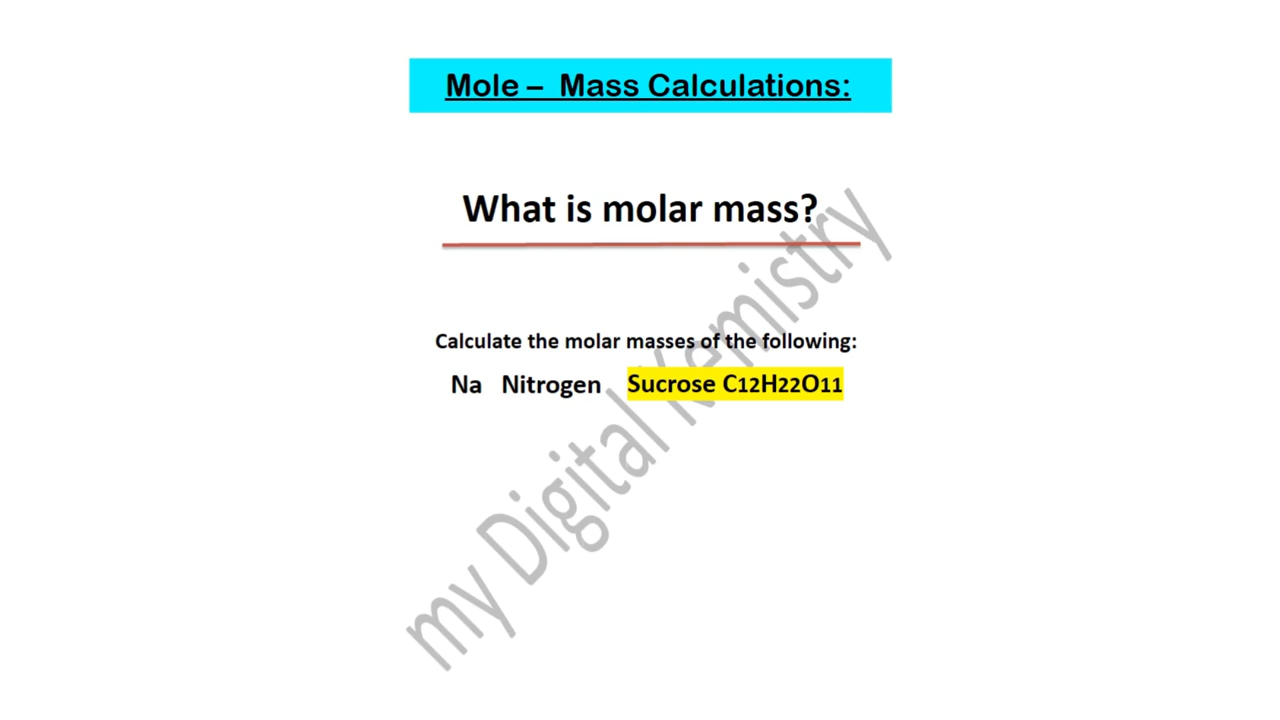 Mole – Mass Calculations:
What is molar mass?
Calculate the molar masses of the following:
Na Nitrogen Sucrose C12H22O11
my Digital Kemistry